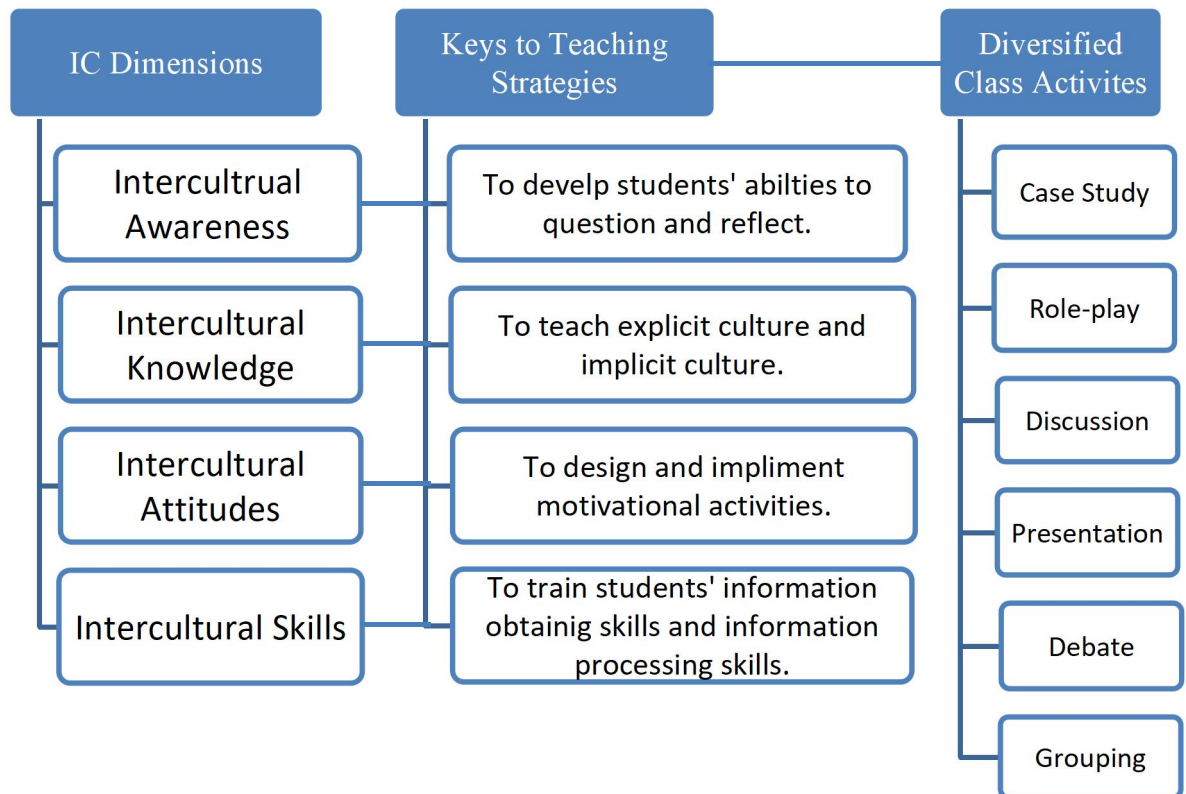 IC Dimensions
Keys to Teaching
Strategies
Diversified
Class Activites
Intercultrual
Awareness
To develp students' abilties to
question and reflect.
Intercultural
Knowledge
To teach explicit culture and
implicit culture.
Intercultural
Attitudes
To design and impliment
motivational activities.
Intercultural Skills
To train students' information
obtainig skills and information
processing skills.
Case Study
Role-play
Discussion
Presentation
Debate
Grouping